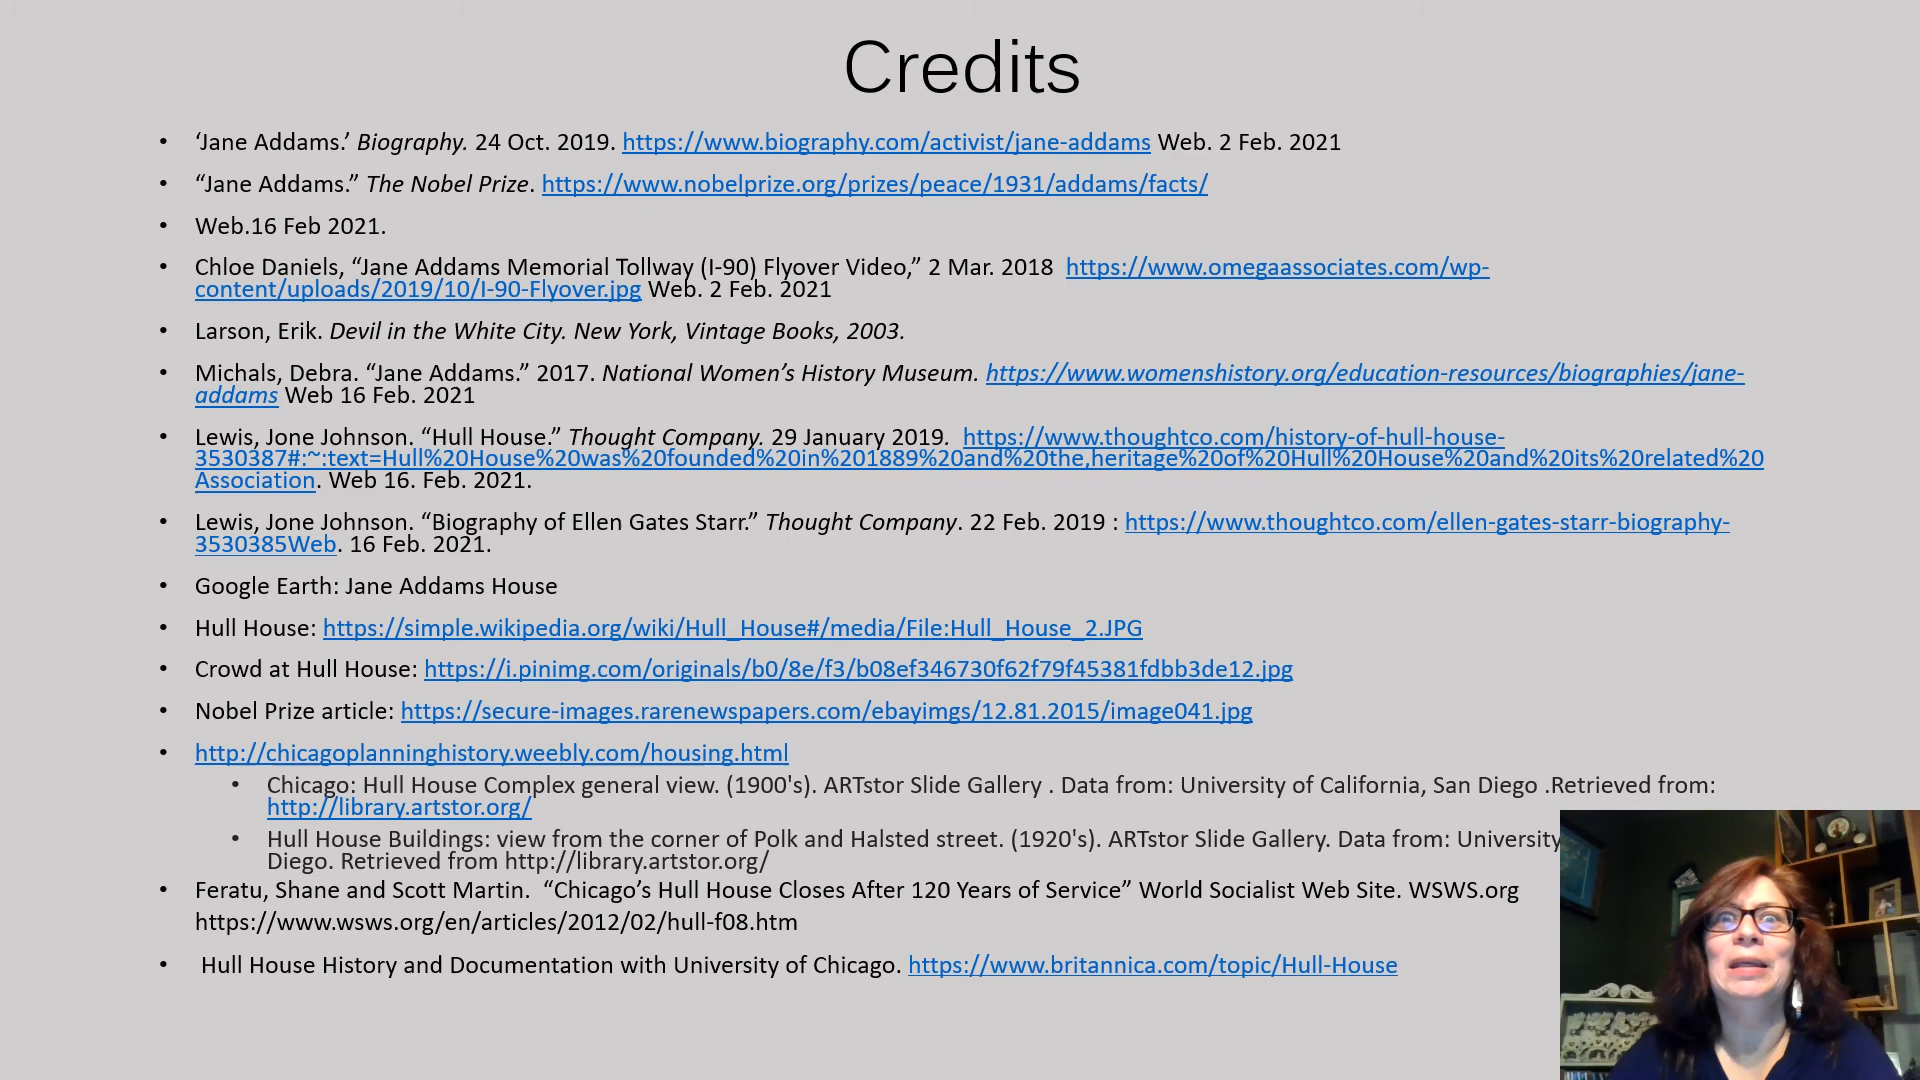 Credits
• ‘Jane Addams.’ Biography. 24 Oct. 2019. https://www.biography.com/activist/jane-addams Web. 2 Feb. 2021
• “Jane Addams.” The Nobel Prize. https://www.nobelprize.org/prizes/peace/1931/addams/facts/
• Web.16 Feb 2021.
• Chloe Daniels, “Jane Addams Memorial Tollway (I-90) Flyover Video,” 2 Mar. 2018 https://www.omegaassociates.com/wp-
content/uploads/2019/10/I-90-Flyover.jpg Web. 2 Feb. 2021
• Larson, Erik. Devil in the White City. New York, Vintage Books, 2003.
• Michals, Debra. “Jane Addams.” 2017. National Women’s History Museum. https://www.womenshistory.org/education-resources/biographies/jane-
addams Web 16 Feb. 2021
• Lewis, Jone Johnson. “Hull House.” Thought Company. 29 January 2019. https://www.thoughtco.com/history-of-hull-house-
3530387#:~:text=Hull%20House%20was%20founded%20in%201889%20and%20the,heritage%20of%20Hull%20House%20and%20its%20related%20
Association. Web 16. Feb. 2021.
• Lewis, Jone Johnson. “Biography of Ellen Gates Starr.” Thought Company. 22 Feb. 2019 : https://www.thoughtco.com/ellen-gates-starr-biography-
3530385Web. 16 Feb. 2021.
• Google Earth: Jane Addams House
• Hull House: https://simple.wikipedia.org/wiki/Hull_House#/media/File:Hull_House_2.JPG
• Crowd at Hull House: https://i.pinimg.com/originals/b0/8e/f3/b08ef346730f62f79f45381fdbb3de12.jpg
• Nobel Prize article: https://secure-images.rarenewspapers.com/ebayimgs/12.81.2015/image041.jpg
• http://chicagoplanninghistory.weebly.com/housing.html
• Chicago: Hull House Complex general view. (1900's). ARTstor Slide Gallery . Data from: University of California, San Diego .Retrieved from:
http://library.artstor.org/
• Hull House Buildings: view from the corner of Polk and Halsted street. (1920's). ARTstor Slide Gallery. Data from: University
Diego. Retrieved from http://library.artstor.org/
• Feratu, Shane and Scott Martin. “Chicago’s Hull House Closes After 120 Years of Service” World Socialist Web Site. WSWS.org
https://www.wsws.org/en/articles/2012/02/hull-f08.htm
• Hull House History and Documentation with University of Chicago. https://www.britannica.com/topic/Hull-House